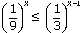 (1/9)^x ≤ (1/3)^(x-1)